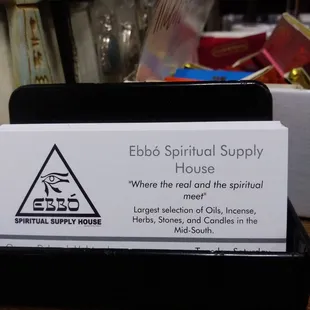 EBBÓ
SPIRITUAL SUPPLY HOUSE
Ebbó Spiritual Supply
House
"Where the real and the spiritual
meet"
Largest selection of Oils, Incense,
Herbs, Stones, and Candles in the
Mid-South.